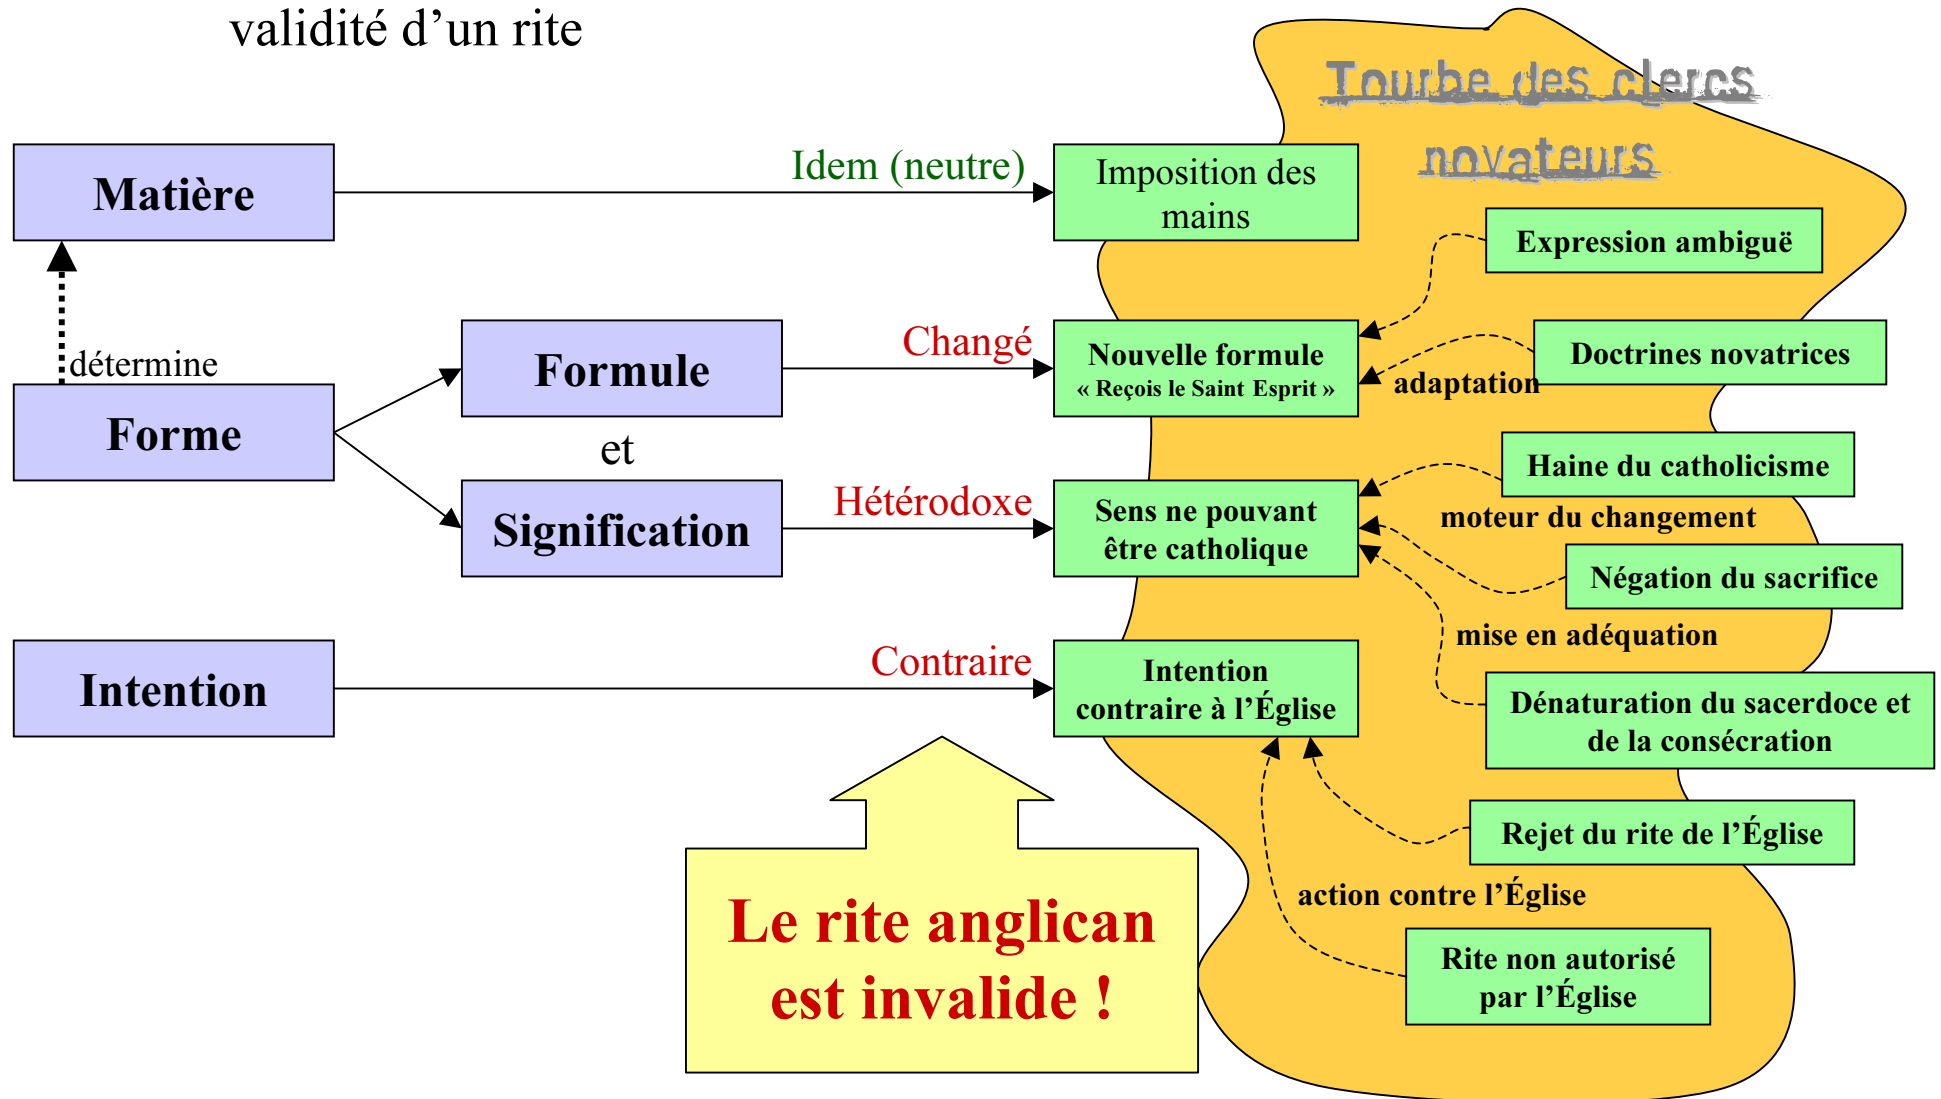 validité d’un rite
Tourbe des clercs
novateurs
Matière
Idem (neutre)
Imposition des
mains
Expression ambiguë
détermine
Forme
Formule
et
Signification
Changé
Nouvelle formule
« Reçois le Saint Esprit »
Doctrines novatrices
adaptation
Haine du catholicisme
Hétérodoxe
Sens ne pouvant
être catholique
moteur du changement
Négation du sacrifice
mise en adéquation
Intention
Contraire
Intention
contraire à l’Église
Dénaturation du sacerdoce et
de la consécration
Rejet du rite de l’Église
action contre l’Église
Rite non autorisé
par l’Église
Le rite anglican
est invalide !